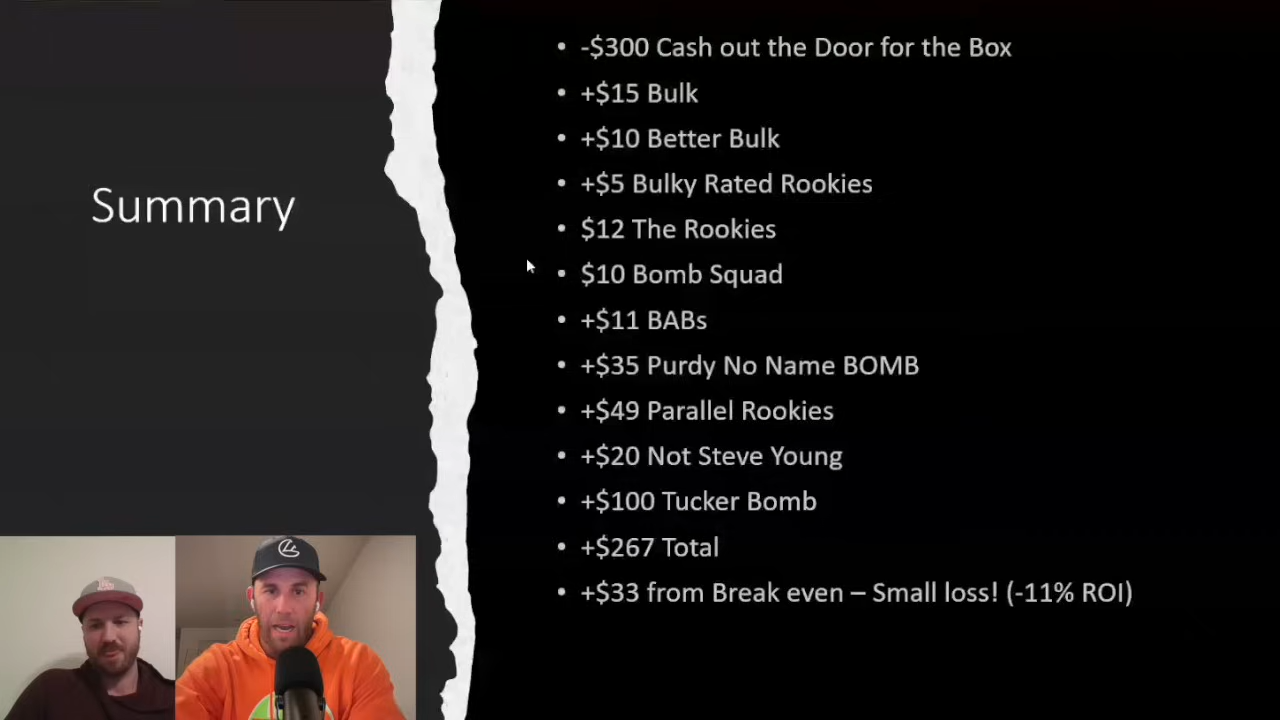 Summary
-$300 Cash out the Door for the Box
+$15 Bulk
+$10 Better Bulk
+$5 Bulky Rated Rookies
$12 The Rookies
$10 Bomb Squad
+$11 BABs
+$35 Purdy No Name BOMB
+$49 Parallel Rookies
+$20 Not Steve Young
+$100 Tucker Bomb
+$267 Total
+$33 from Break even – Small loss! (-11% ROI)